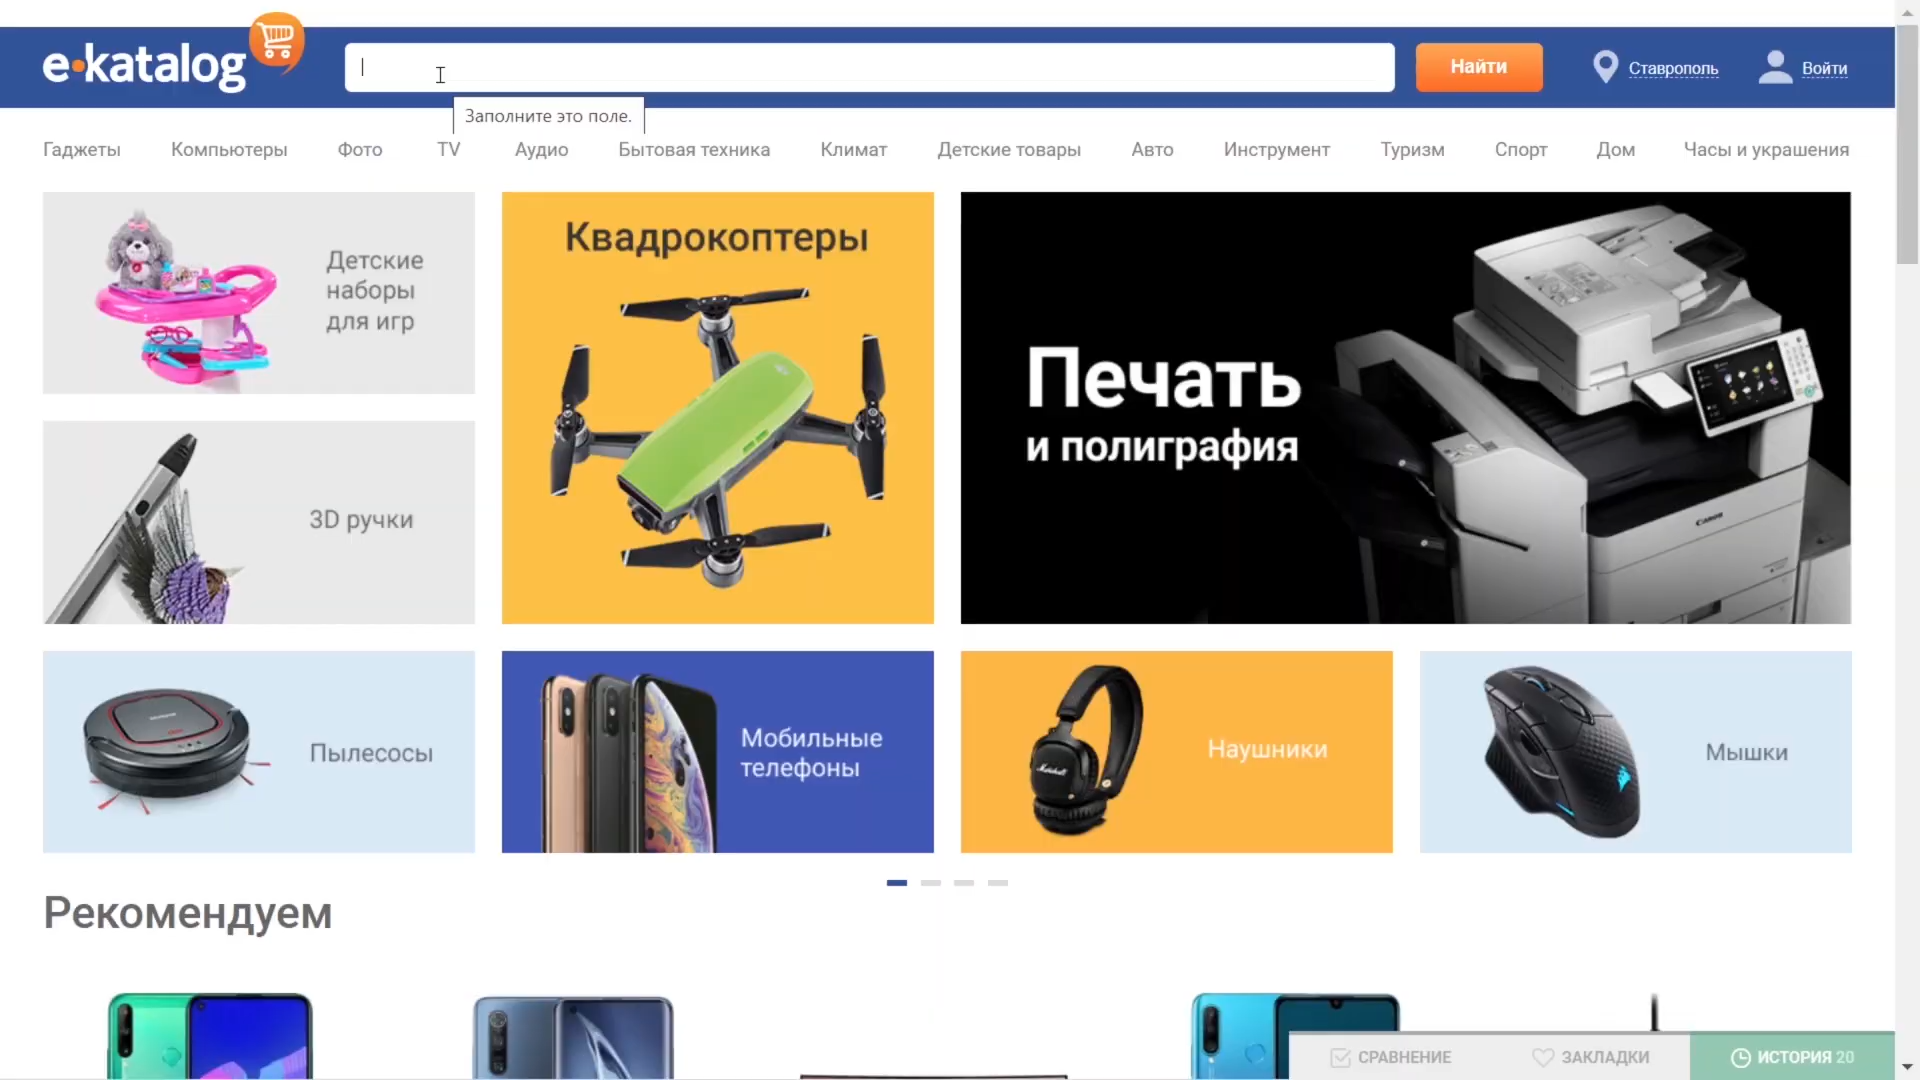 e·katalog
Найти
Ставрополь
Войти
Заполните это поле.
Гаджеты
Компьютеры
Фото
TV
Аудио
Бытовая техника
Климат
Детские товары
Авто
Инструмент
Туризм
Спорт
Дом
Часы и украшения
Детские
наборы
для игр
3D ручки
Квадрокоптеры
Печать
и полиграфия
Canon
Пылесосы
Мобильные
телефоны
Marshall
Наушники
Мышки
Рекомендуем
СРАВНЕНИЕ
ЗАКЛАДКИ
ИСТОРИЯ 20